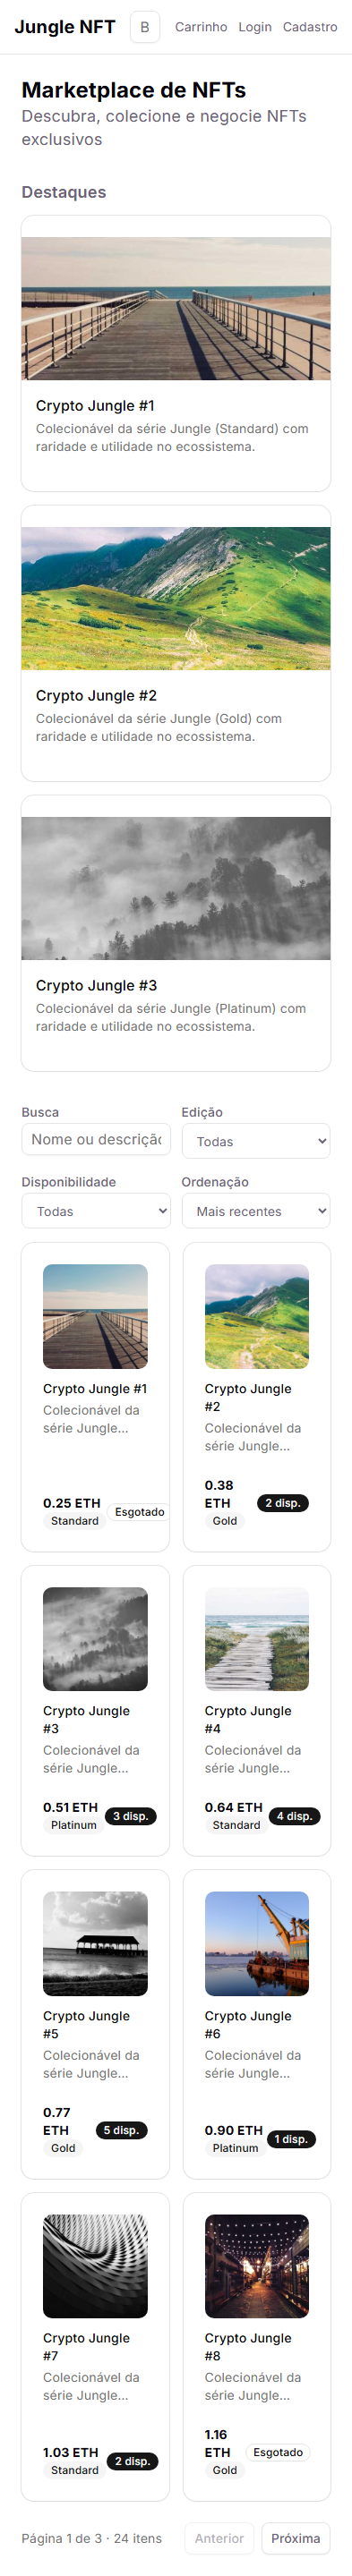 Jungle NFT B Carrinho Login Cadastro
Marketplace de NFTs
Descubra, colecione e negocie NFTs
exclusivos
Destaques
Crypto Jungle #1
Colecionável da série Jungle (Standard) com
raridade e utilidade no ecossistema.
Crypto Jungle #2
Colecionável da série Jungle (Gold) com
raridade e utilidade no ecossistema.
Crypto Jungle #3
Colecionável da série Jungle (Platinum) com
raridade e utilidade no ecossistema.
Busca
Nome ou descriçã
Edição
Todas
Disponibilidade
Todas
Ordenação
Mais recentes
Crypto Jungle #1
Colecionável da
série Jungle...
0.25 ETH
Standard
Esgotado
Crypto Jungle
#2
Colecionável da
série Jungle...
0.38
ETH
Gold
2 disp.
Crypto Jungle
#3
Colecionável da
série Jungle...
0.51 ETH
Platinum
3 disp.
Crypto Jungle
#4
Colecionável da
série Jungle...
0.64 ETH
Standard
4 disp.
Crypto Jungle
#5
Colecionável da
série Jungle...
0.77
ETH
Gold
5 disp.
Crypto Jungle
#6
Colecionável da
série Jungle...
0.90 ETH
Platinum
1 disp.
Crypto Jungle
#7
Colecionável da
série Jungle...
1.03 ETH
Standard
2 disp.
Crypto Jungle
#8
Colecionável da
série Jungle...
1.16
ETH
Gold
Esgotado
Página 1 de 3 · 24 itens
Anterior
Próxima